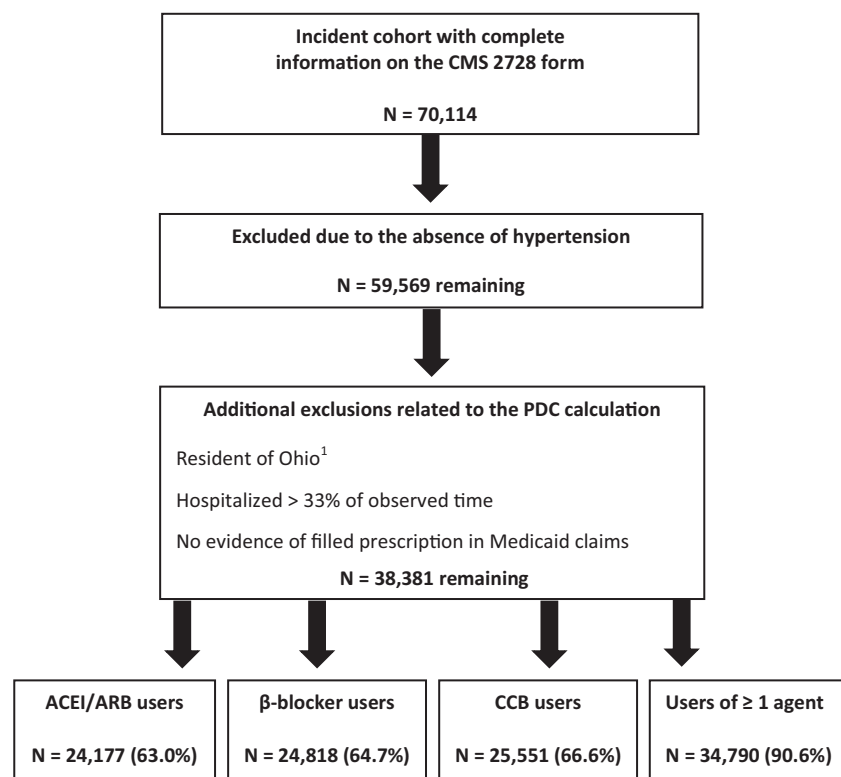 Incident cohort with complete
information on the CMS 2728 form
N = 70,114
Excluded due to the absence of hypertension
N = 59,569 remaining
Additional exclusions related to the PDC calculation
Resident of Ohio¹
Hospitalized > 33% of observed time
No evidence of filled prescription in Medicaid claims
N = 38,381 remaining
ACEI/ARB users
N = 24,177 (63.0%)
β-blocker users
N = 24,818 (64.7%)
CCB users
N = 25,551 (66.6%)
Users of ≥ 1 agent
N = 34,790 (90.6%)